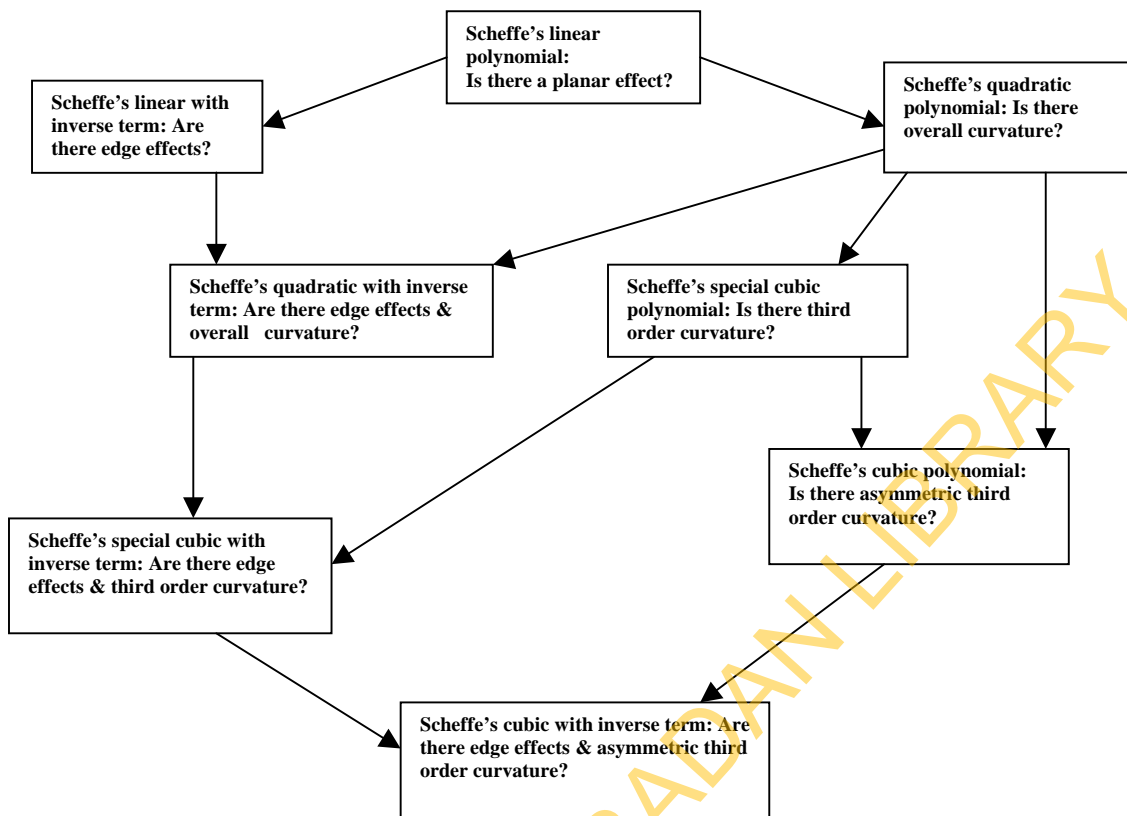 Scheffe's linear
polynomial:
Is there a planar effect?
Scheffe's linear with
inverse term: Are
there edge effects?
Scheffe's quadratic
polynomial: Is there
overall curvature?
Scheffe's quadratic with inverse
term: Are there edge effects &
overall curvature?
Scheffe's special cubic
polynomial: Is there third
order curvature?
Scheffe's cubic polynomial:
Is there asymmetric third
order curvature?
Scheffe's special cubic with
inverse term: Are there edge
effects & third order curvature?
Scheffe's cubic with inverse term: Are
there edge effects & asymmetric third
order curvature?
ADAN LIBRARY